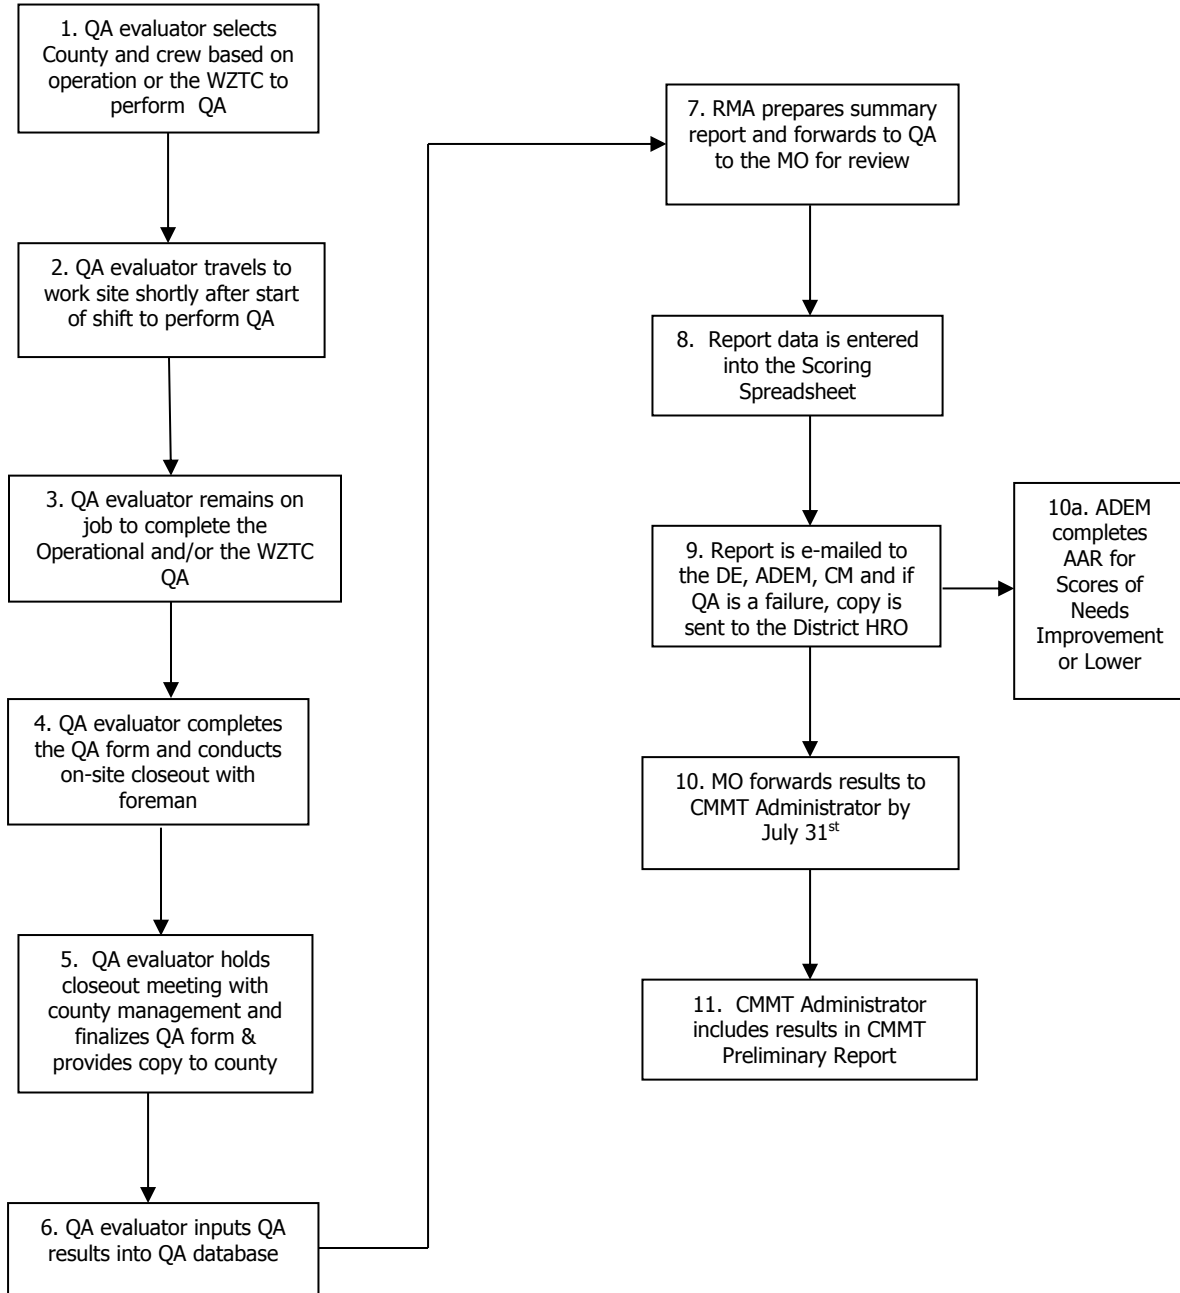 1. QA evaluator selects
County and crew based on
operation or the WZTC to
perform QA
2. QA evaluator travels to
work site shortly after start
of shift to perform QA
3. QA evaluator remains on
job to complete the
Operational and/or the WZTC
QA
4. QA evaluator completes
the QA form and conducts
on-site closeout with
foreman
5. QA evaluator holds
closeout meeting with
county management and
finalizes QA form &
provides copy to county
6. QA evaluator inputs QA
results into QA database
7. RMA prepares summary
report and forwards to QA
to the MO for review
8. Report data is entered
into the Scoring
Spreadsheet
9. Report is e-mailed to
the DE, ADEM, CM and if
QA is a failure, copy is
sent to the District HRO
10a. ADEM
completes
AAR for
Scores of
Needs
Improvement
or Lower
10. MO forwards results to
CMMT Administrator by
July 31st
11. CMMT Administrator
includes results in CMMT
Preliminary Report